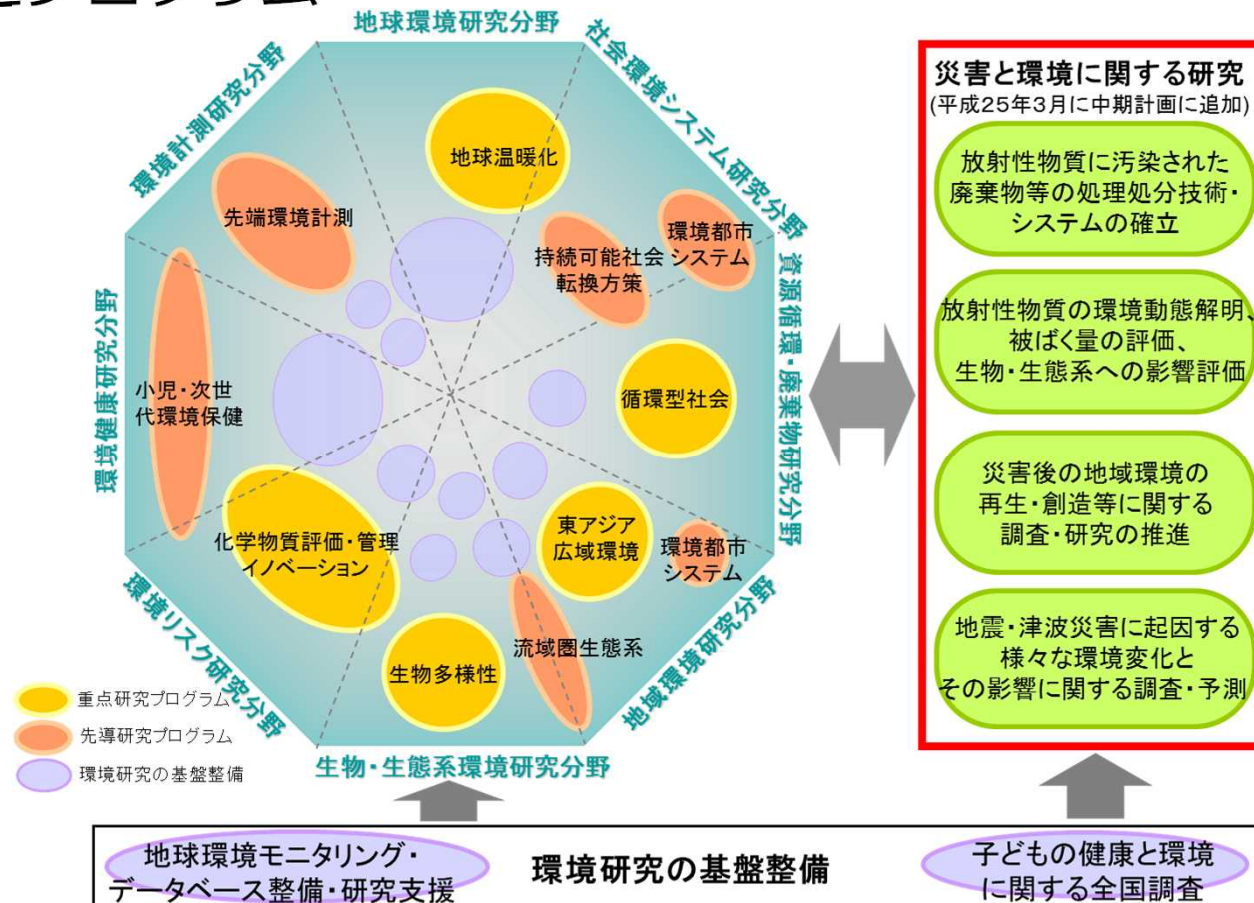 プログラム
地球環境研究分野
社会環境システム研究分野
資源循環・廃棄物研究分野
地域環境研究分野
生物・生態系環境研究分野
環境リスク研究分野
環境健康研究分野
環境計測研究分野
地球温暖化
先端環境計測
持続可能社会
転換方策
環境都市
システム
小児・次世
代環境保健
循環型社会
化学物質評価・管理
イノベーション
東アジア
広域環境
環境都市
システム
流域圏生態系
生物多様性
重点研究プログラム
先導研究プログラム
環境研究の基盤整備
災害と環境に関する研究
(平成25年3月に中期計画に追加)
放射性物質に汚染された
廃棄物等の処理処分技術・
システムの確立
放射性物質の環境動態解明、
被ばく量の評価、
生物・生態系への影響評価
災害後の地域環境の
再生・創造等に関する
調査・研究の推進
地震・津波災害に起因する
様々な環境変化と
その影響に関する調査・予測
地球環境モニタリング・
データベース整備・研究支援
環境研究の基盤整備
子どもの健康と環境
に関する全国調査